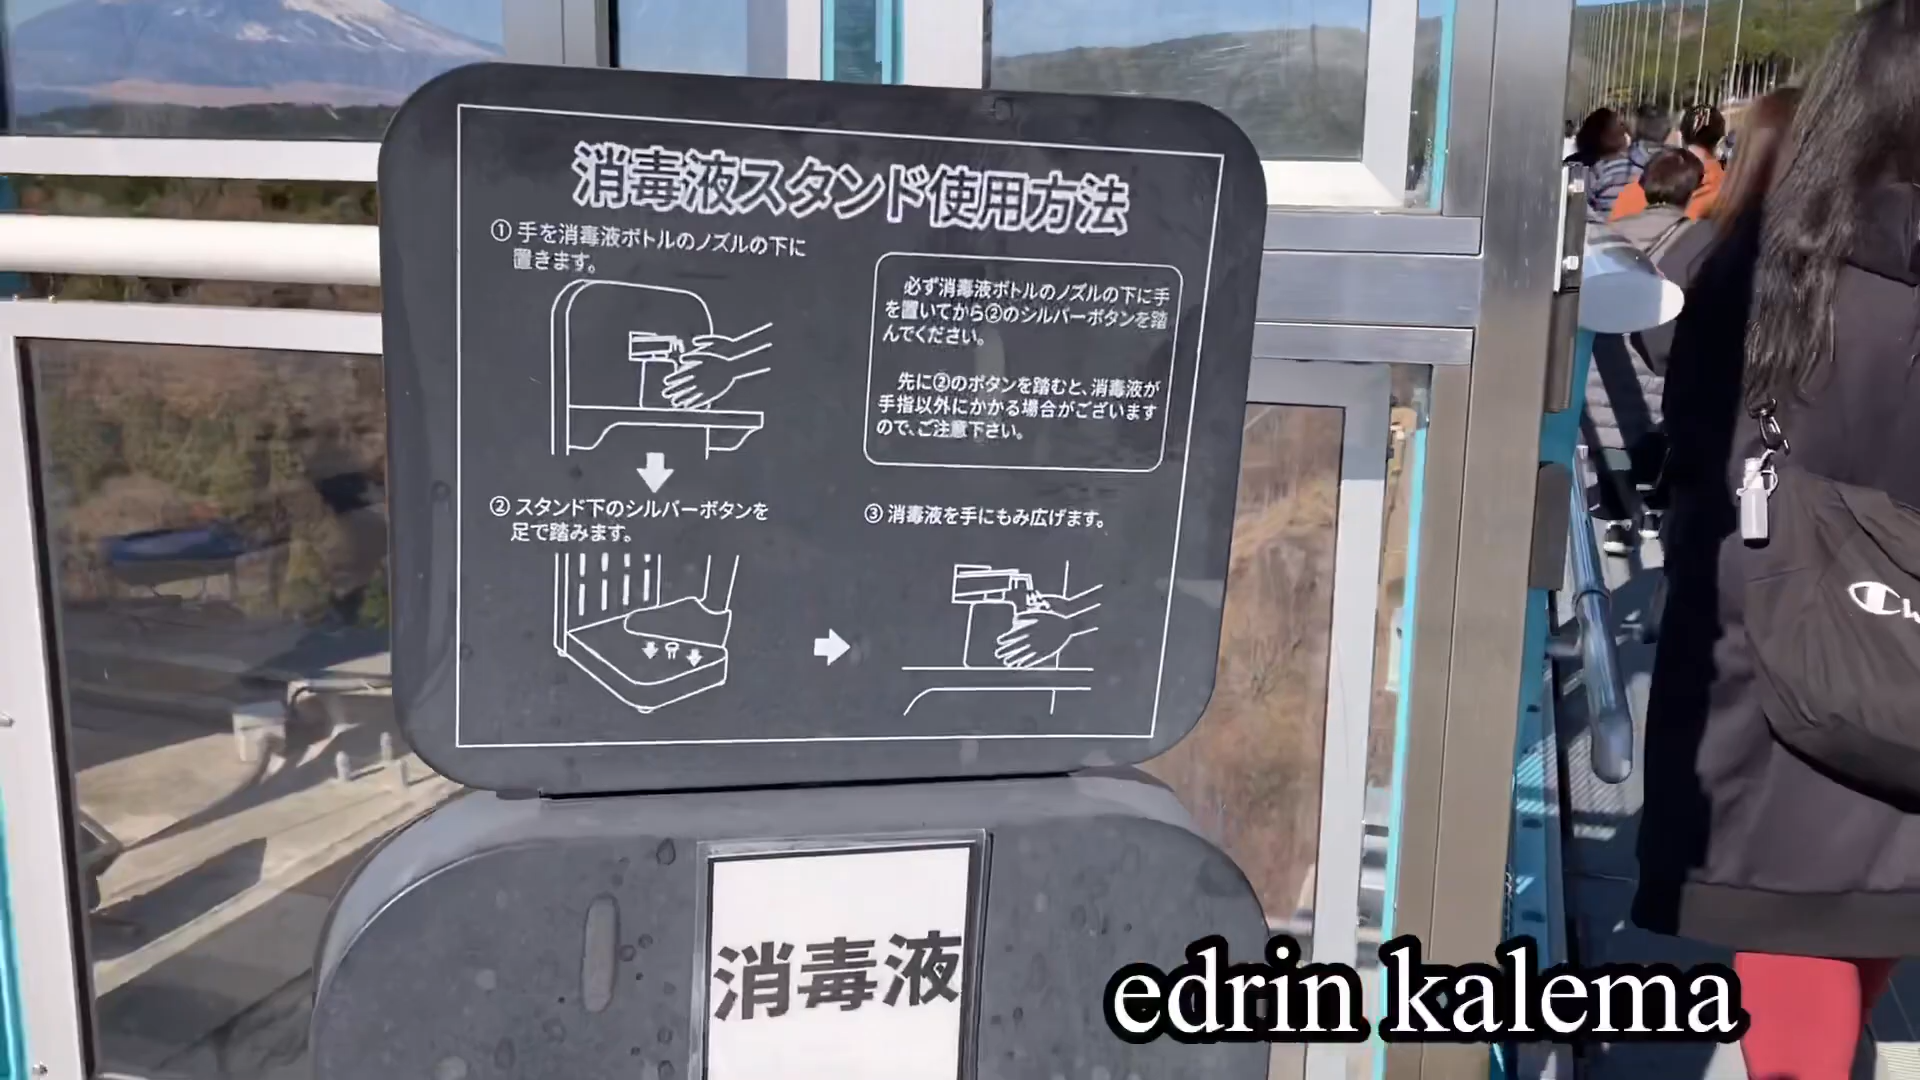 消毒液スタンド使用方法
① 手を消毒液ボトルのノズルの下に
置きます。
必ず消毒液ボトルのノズルの下に手
を置いてから②のシルバーボタンを踏
んでください。
先に②のボタンを踏むと、消毒液が
手指以外にかかる場合がございます
ので、ご注意下さい。
② スタンド下のシルバーボタンを
足で踏みます。
③ 消毒液を手にもみ広げます。
消毒液
edrin kalema